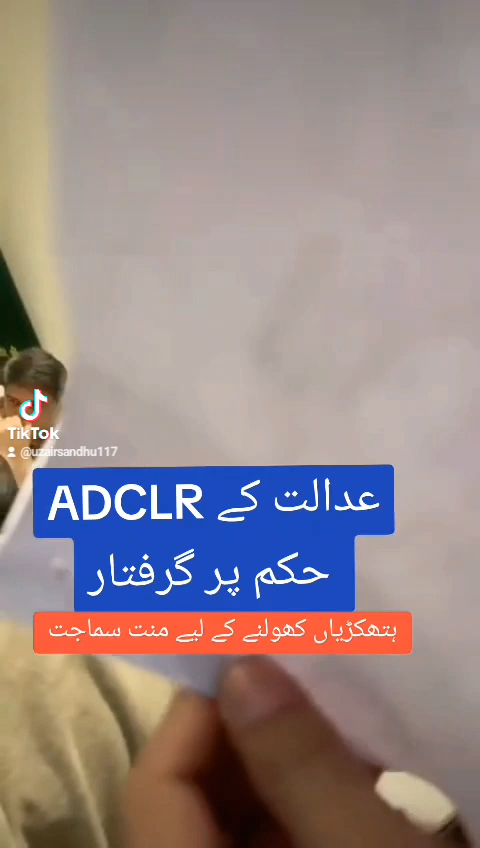 TikTok
@uzairsandhu117
ADCLR عدالت کے
حکم پر گرفتار
ہتھکڑیاں کھولنے کے لیے منت سماجت